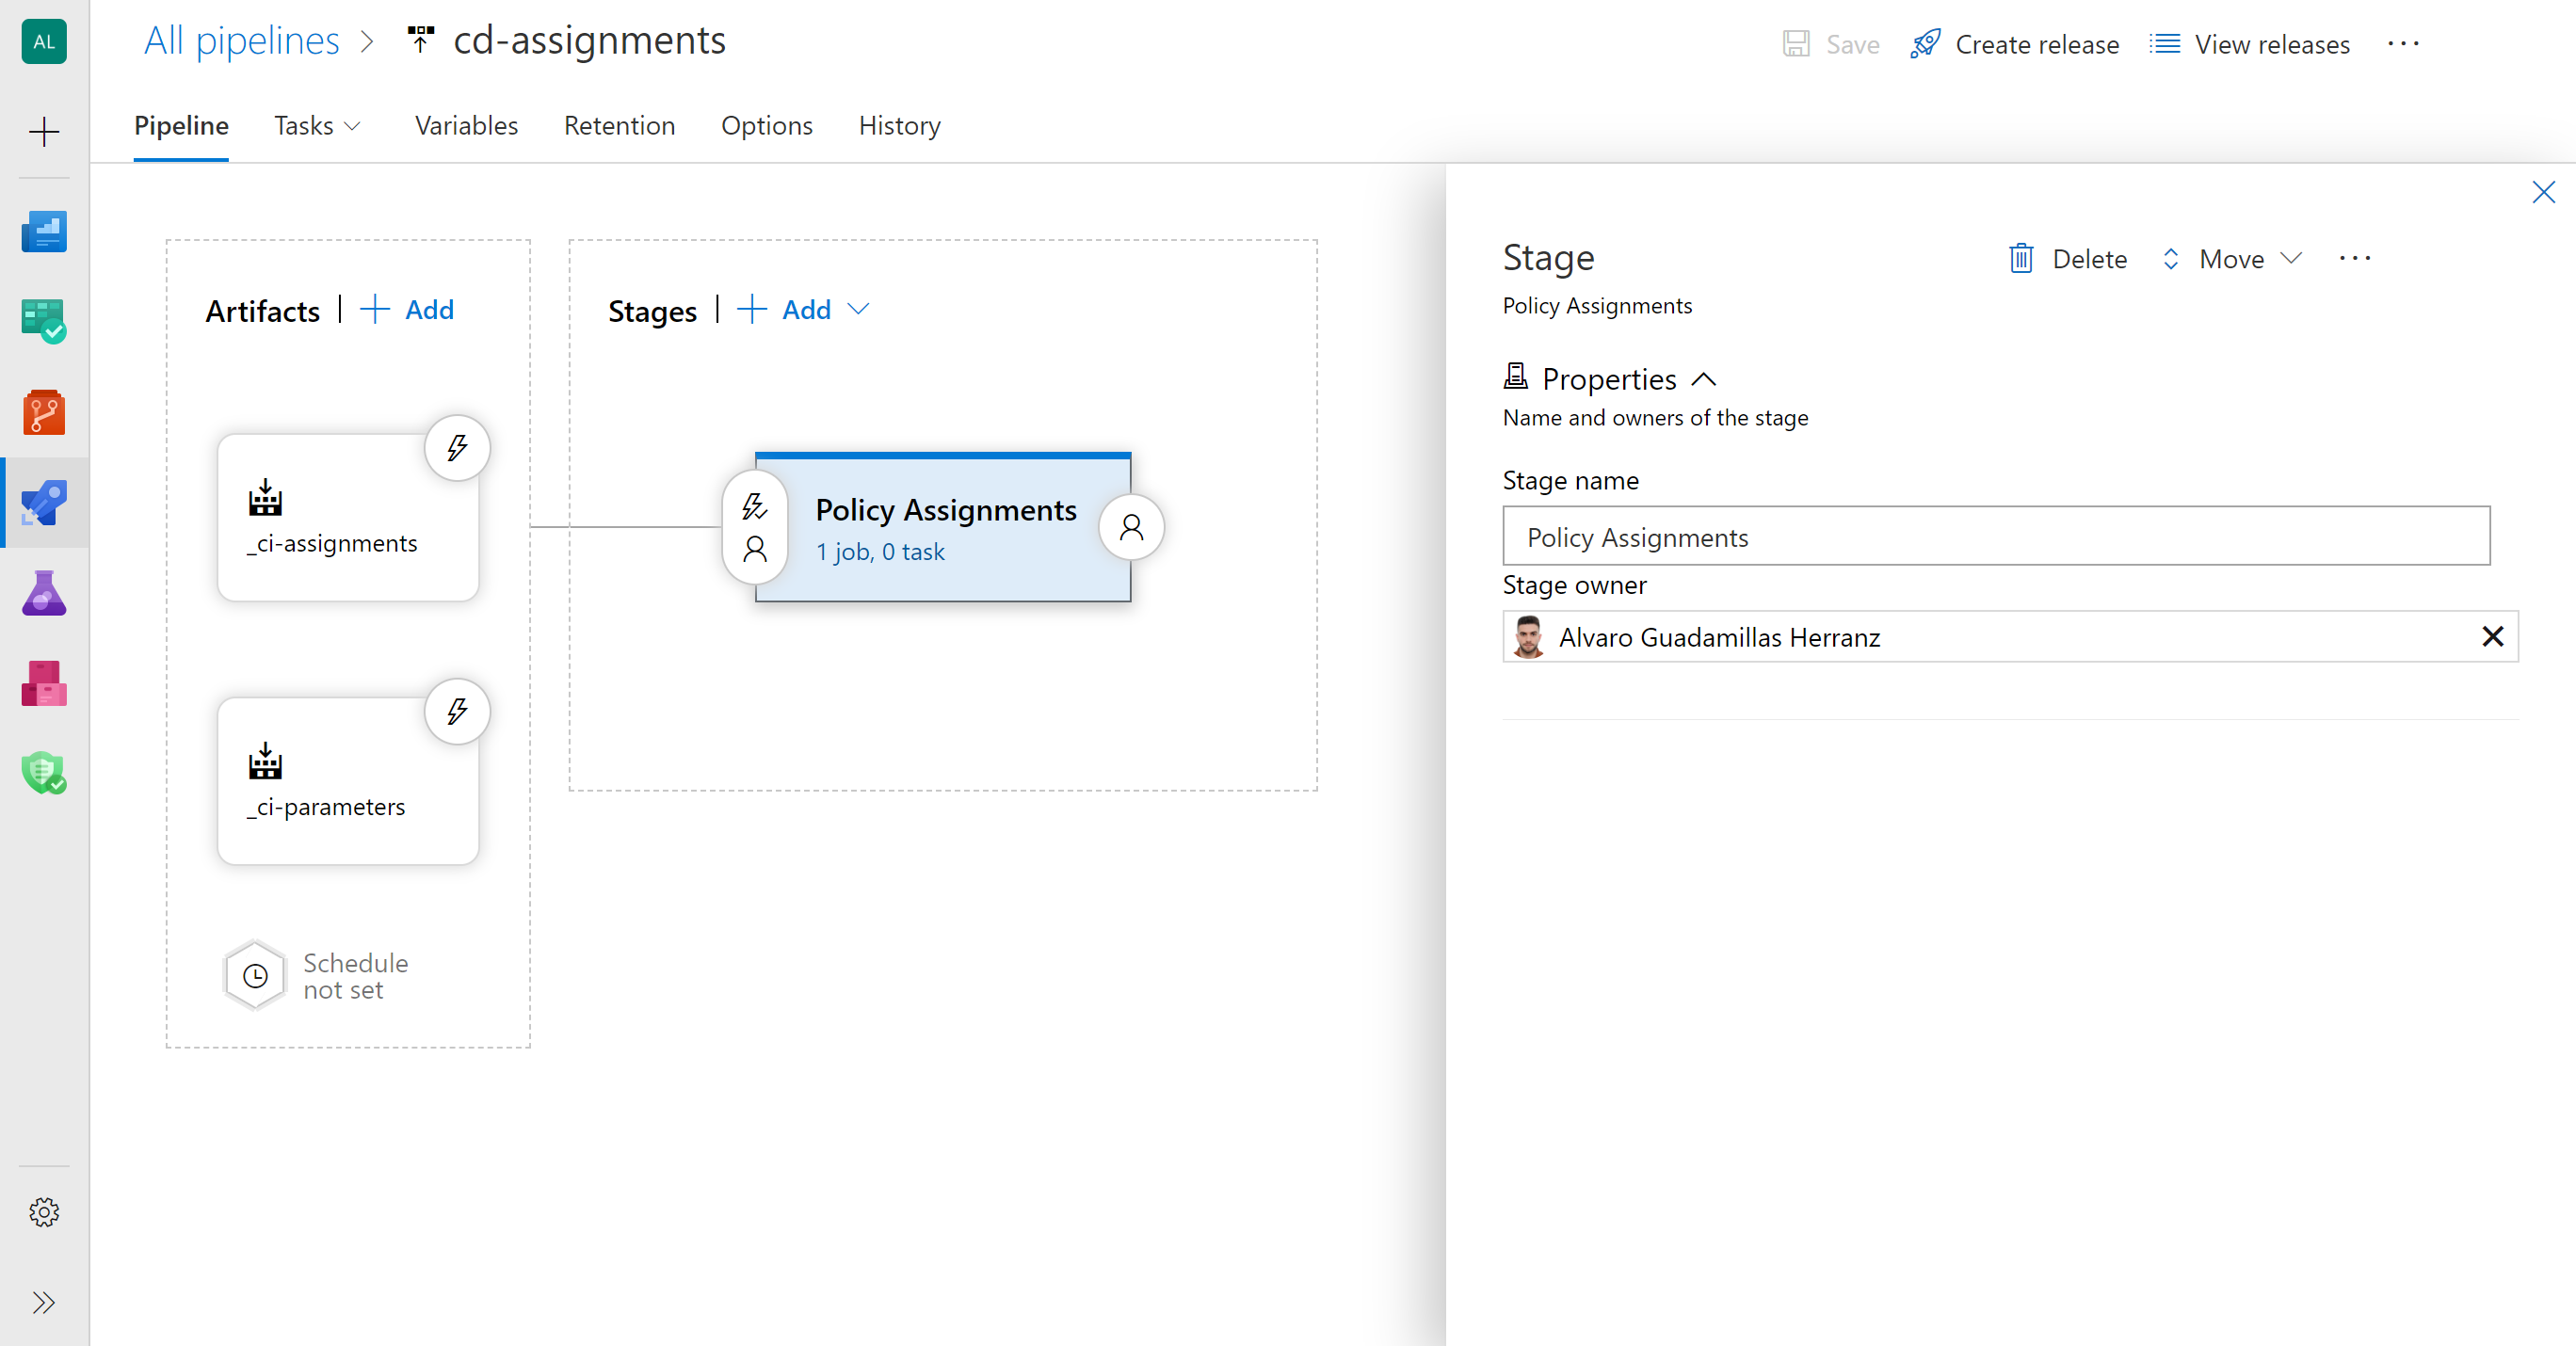 AL
All pipelines > cd-assignments
Save Create release View releases ...
Pipeline Tasks Variables Retention Options History
Artifacts | + Add
Stages | + Add
_ci-assignments
Policy Assignments
1 job, 0 task
_ci-parameters
Schedule
not set
Stage
Delete Move ...
Policy Assignments
Properties
Name and owners of the stage
Stage name
Policy Assignments
Stage owner
Alvaro Guadamillas Herranz